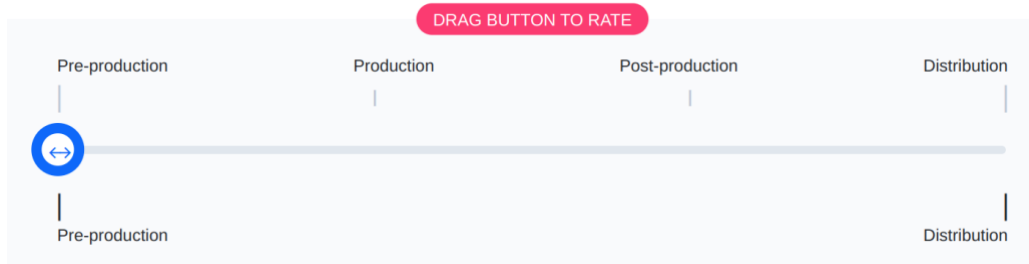 DRAG BUTTON TO RATE
Pre-production Production Post-production Distribution
Pre-production Distribution